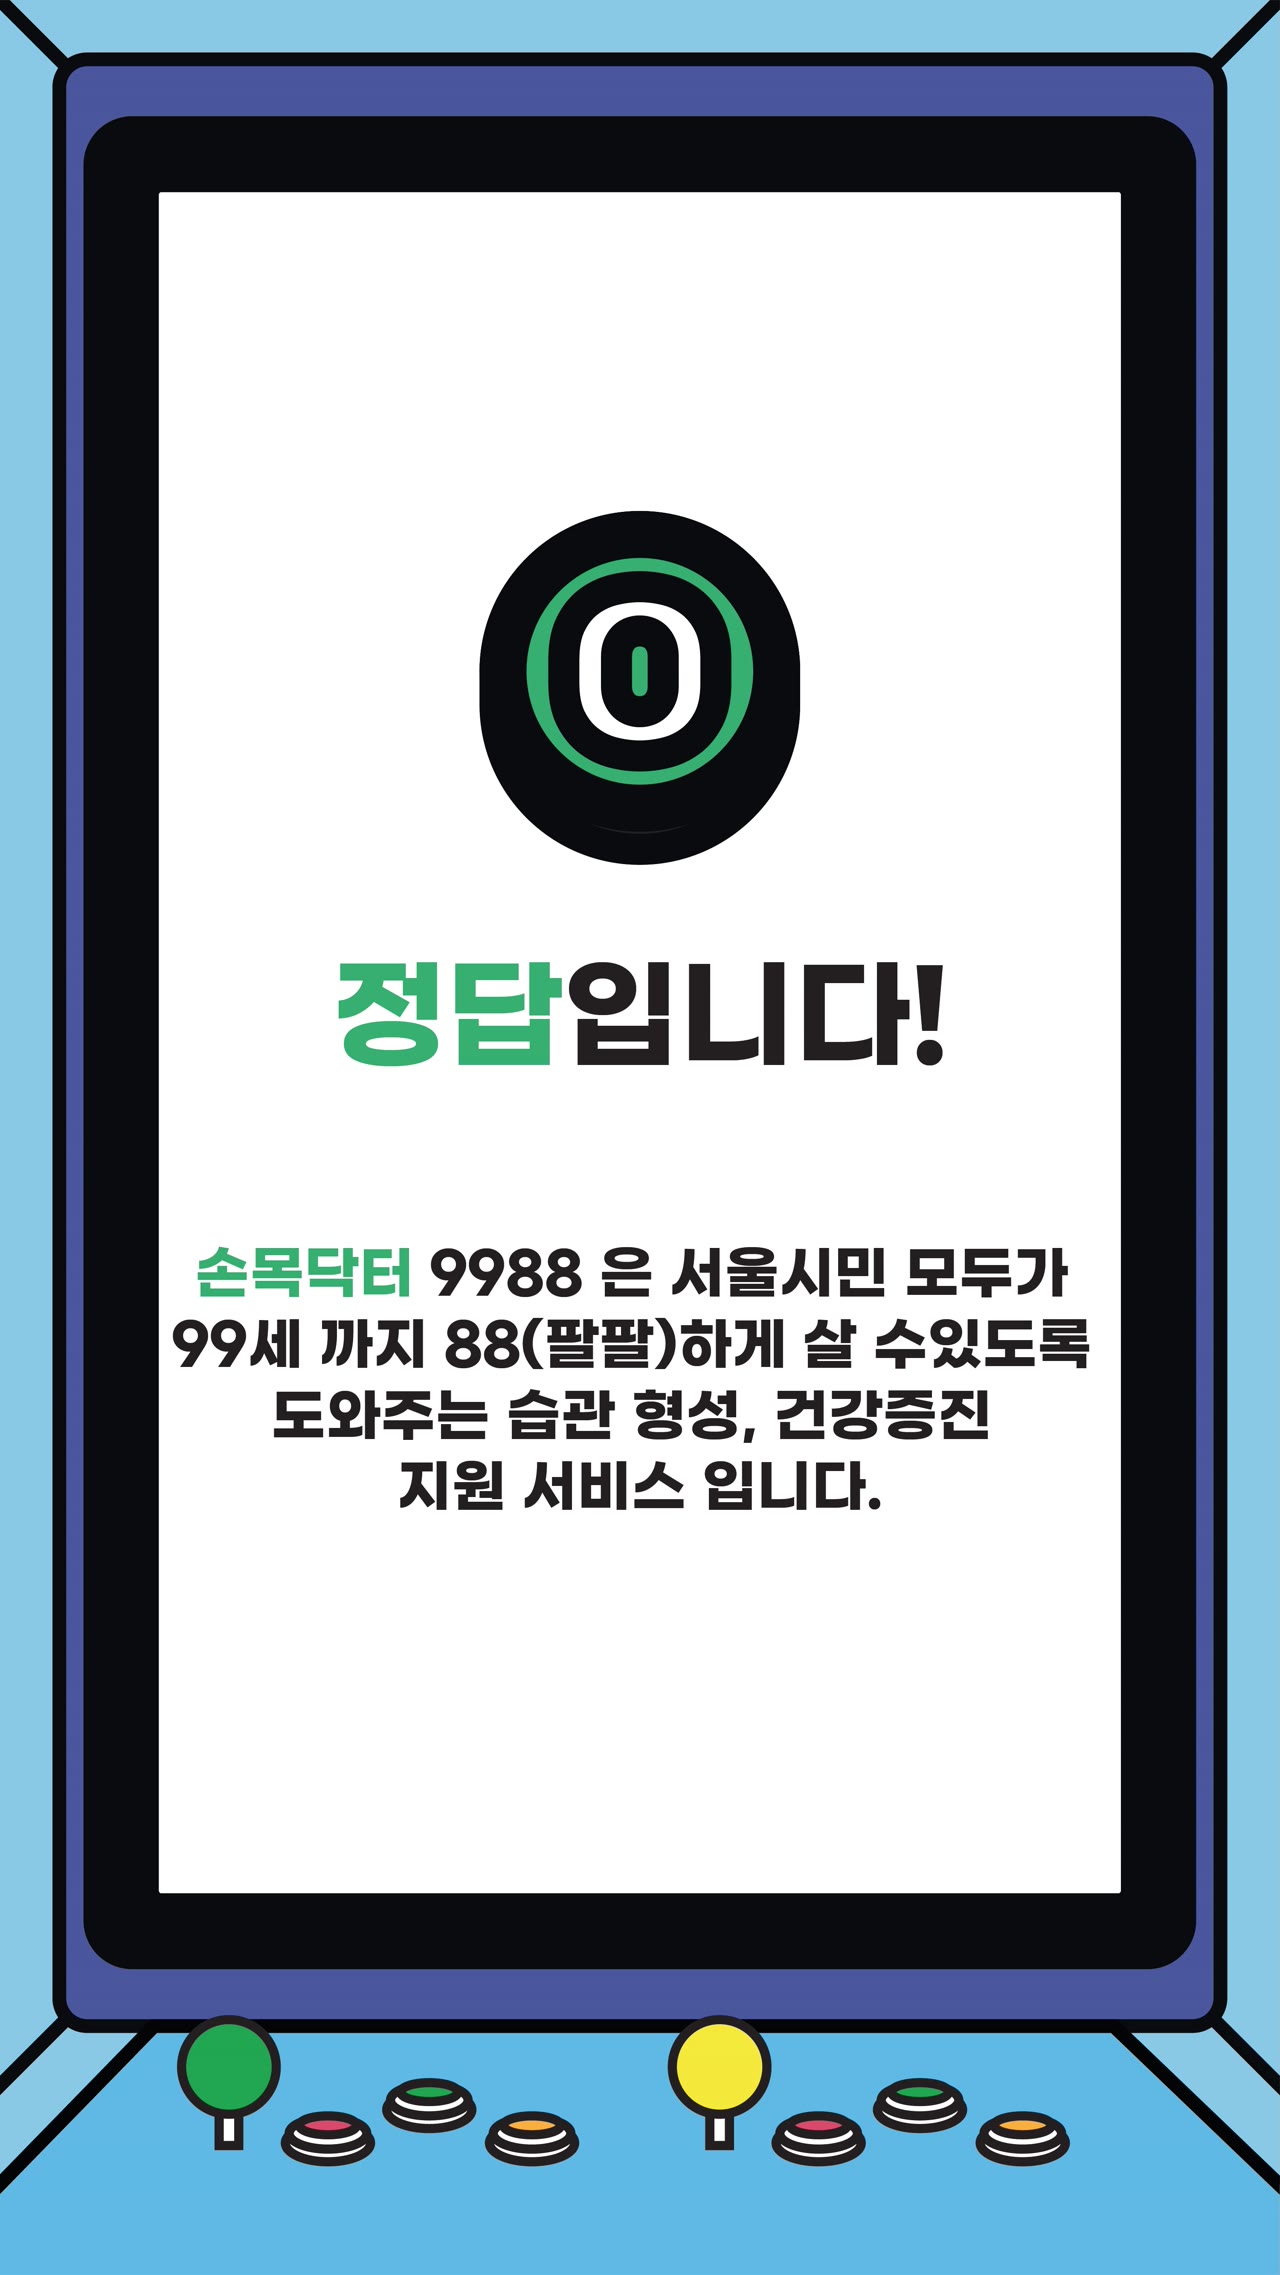 O
정답입니다!
손목닥터 9988 은 서울시민 모두가
99세 까지 88(팔팔)하게 살 수있도록
도와주는 습관 형성, 건강증진
지원 서비스 입니다.